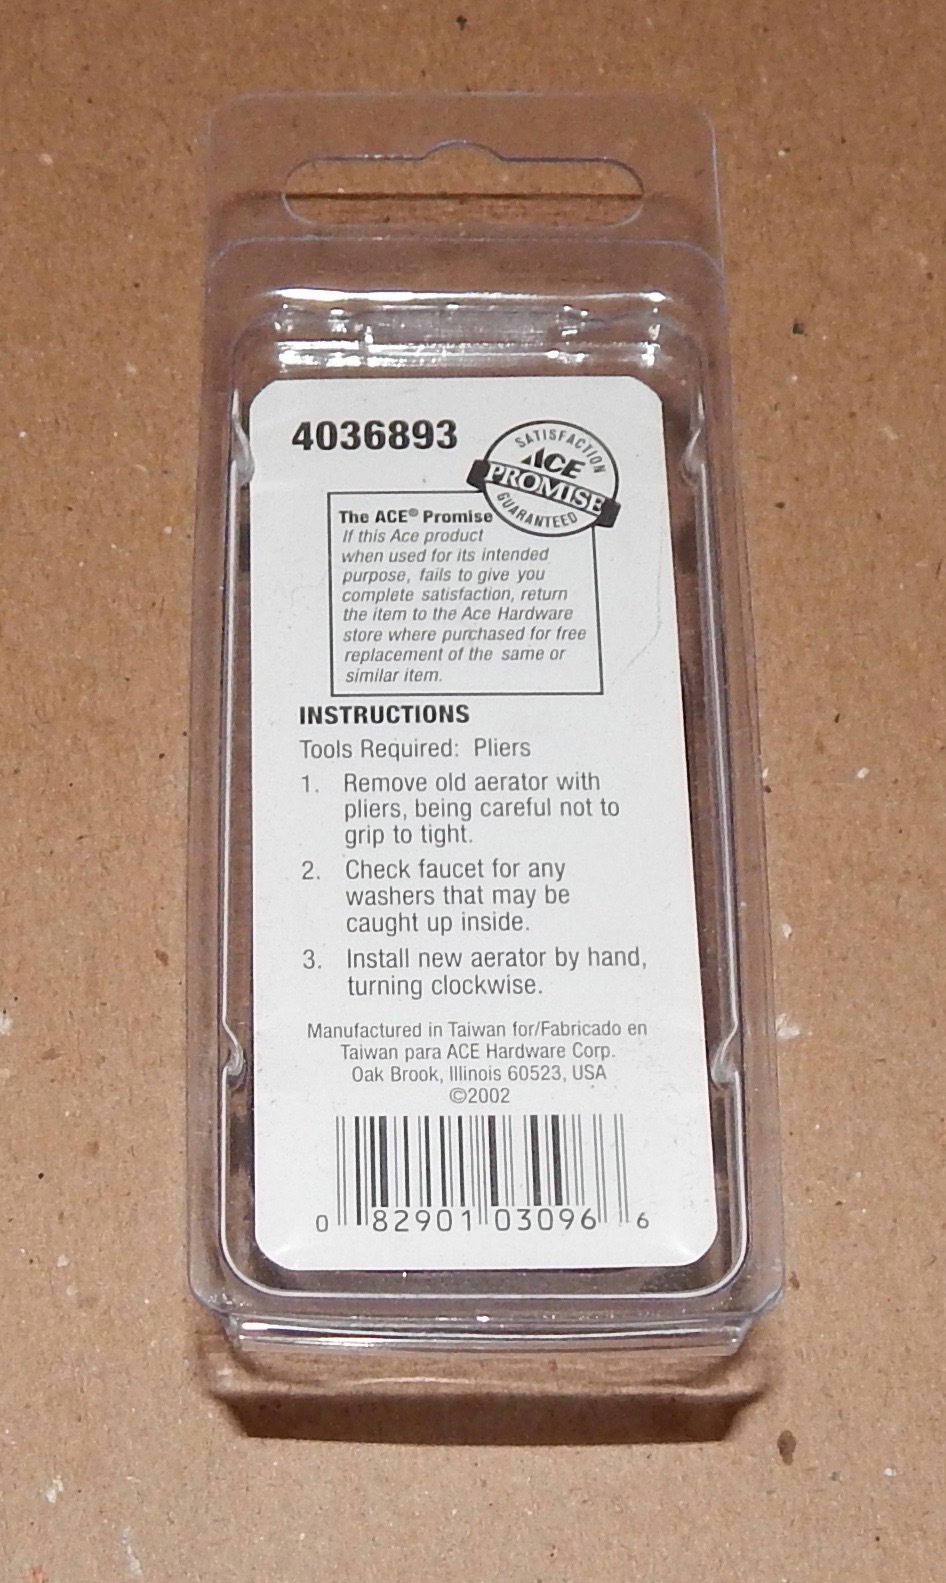 4036893
SATISFACTION
ACE
PROMISE
GUARANTEED
The ACE® Promise
If this Ace product
when used for its intended
purpose, fails to give you
complete satisfaction, return
the item to the Ace Hardware
store where purchased for free
replacement of the same or
similar item.
INSTRUCTIONS
Tools Required: Pliers
1. Remove old aerator with
pliers, being careful not to
grip to tight.
2. Check faucet for any
washers that may be
caught up inside.
3. Install new aerator by hand,
turning clockwise.
Manufactured in Taiwan for/Fabricado en
Taiwan para ACE Hardware Corp.
Oak Brook, Illinois 60523, USA
©2002
0 82901 03096 6